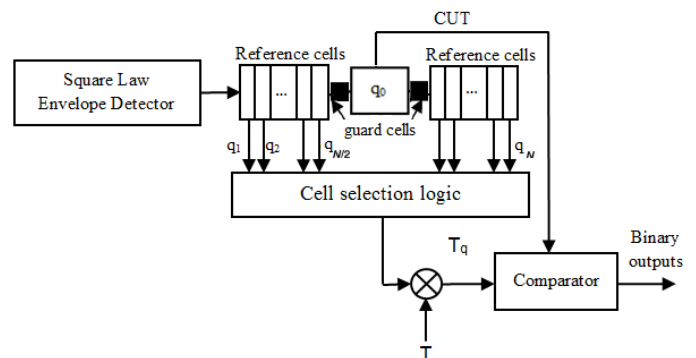 CUT
Reference cells
Reference cells
Square Law
Envelope Detector
...
q0
...
guard cells
q1
q2
qN/2
qN
Cell selection logic
Tq
Binary
outputs
Comparator
T